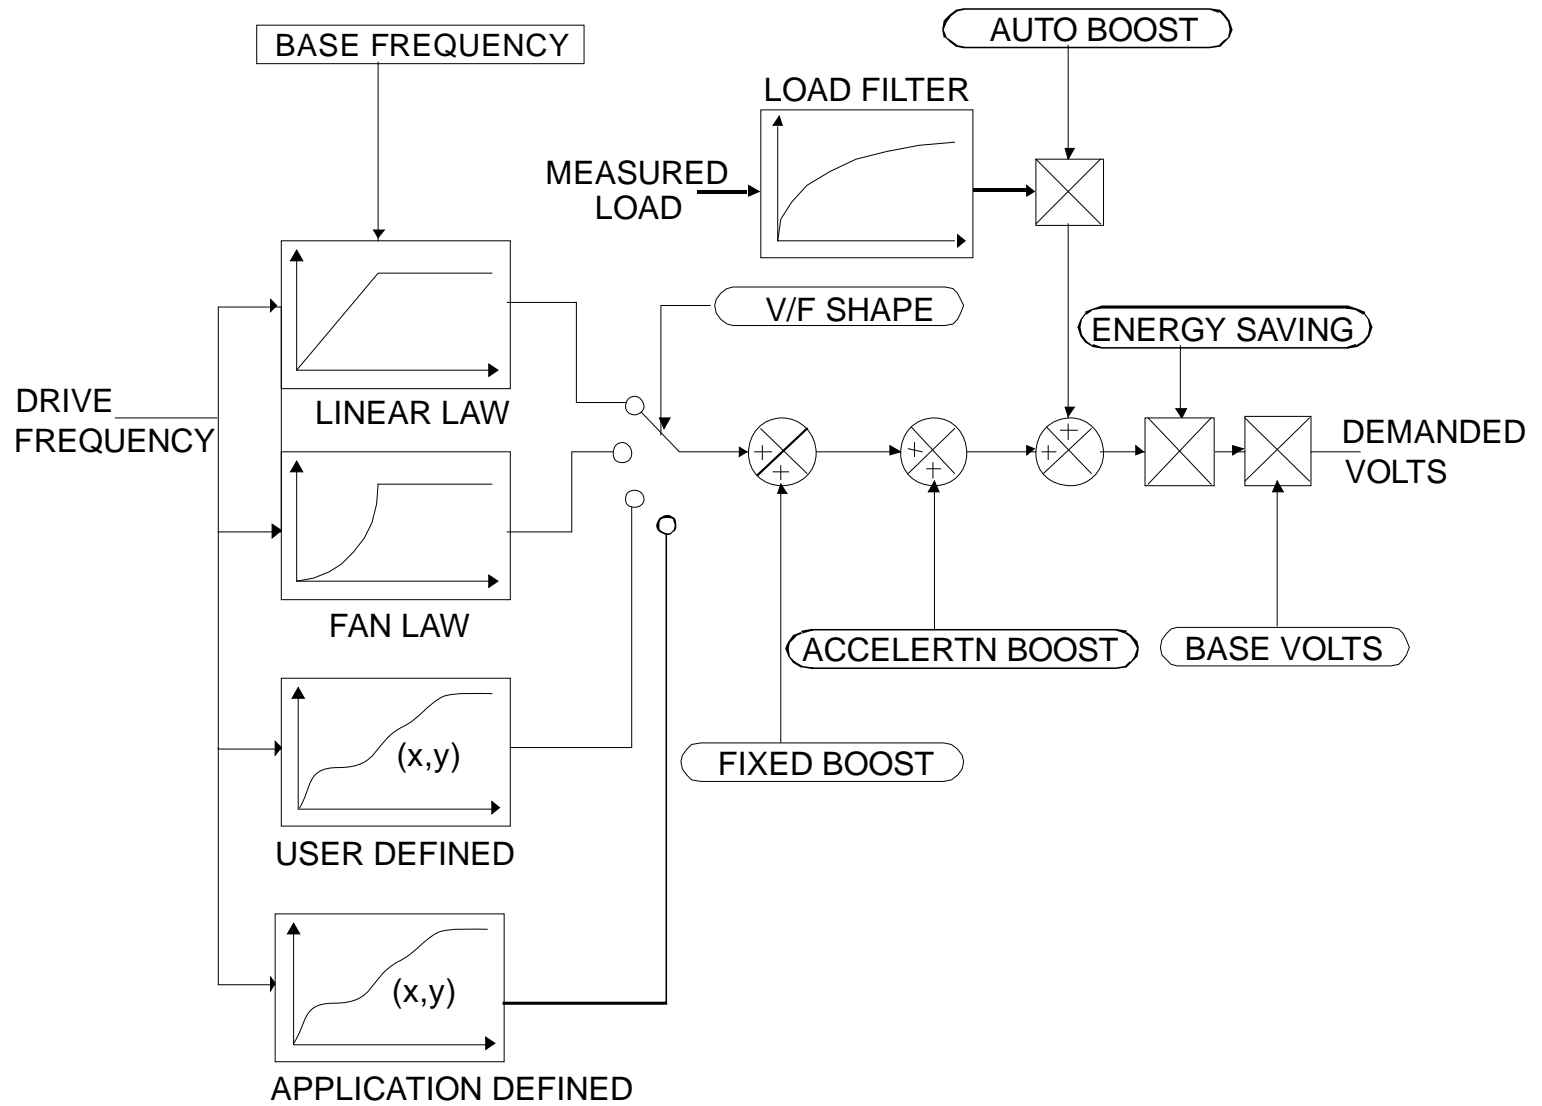 BASE FREQUENCY
AUTO BOOST
LOAD FILTER
MEASURED
LOAD
V/F SHAPE
ENERGY SAVING
DRIVE
FREQUENCY
LINEAR LAW
+
+
+
+
+
+
DEMANDED
VOLTS
FAN LAW
ACCELERTN BOOST
BASE VOLTS
(x,y)
FIXED BOOST
USER DEFINED
(x,y)
APPLICATION DEFINED